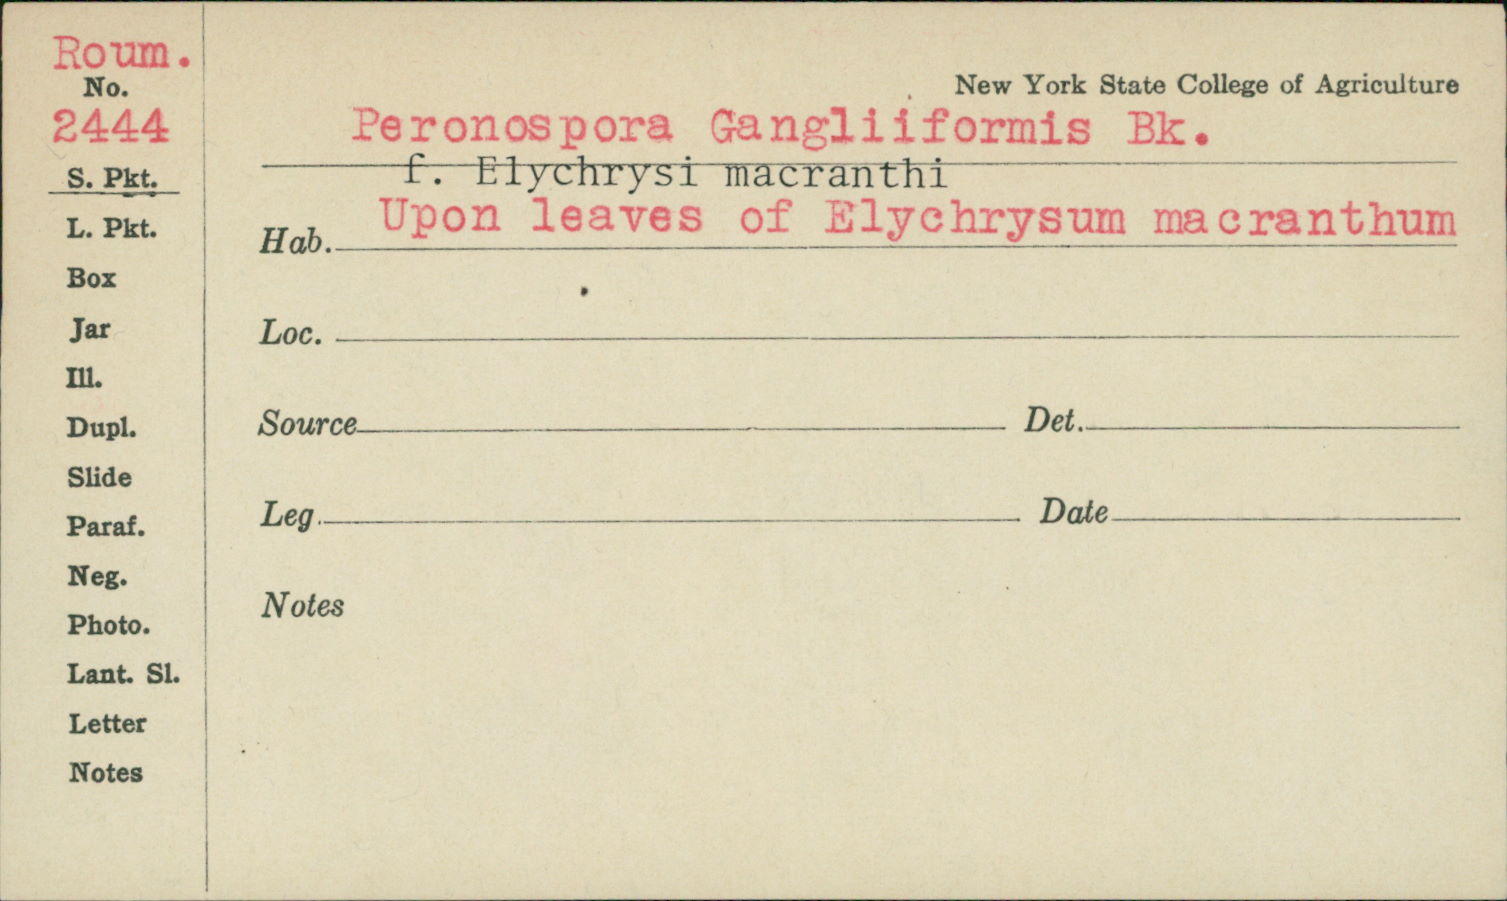 Roum.
No.
2444
S. Pkt.
L. Pkt.
Box
Jar
Ill.
Dupl.
Slide
Paraf.
Neg.
Photo.
Lant. Sl.
Letter
Notes
New York State College of Agriculture
Peronospora Gangliiformis Bk.
f. Elychrysi macranthi
Hab. Upon leaves of Elychrysum macranthum
Loc.
Source Det.
Leg. Date
Notes